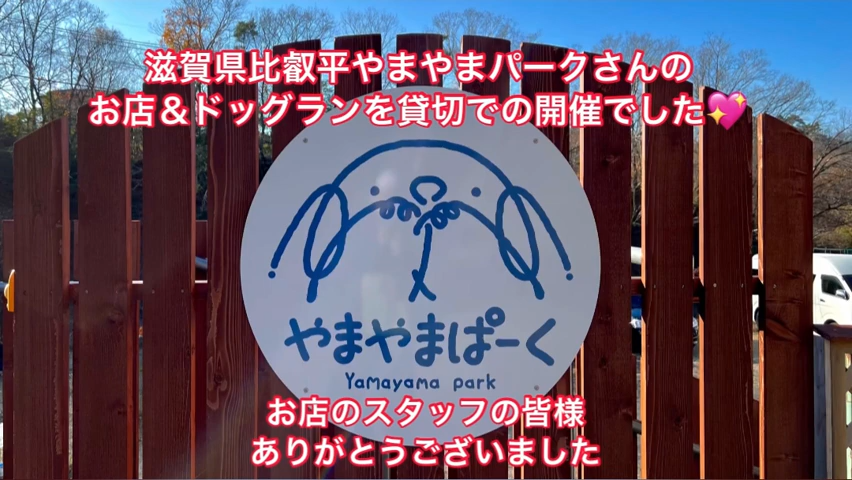 滋賀県比叡平やまやまパークさんの
お店＆ドッグランを貸切での開催でした💖
やまやまぱーく
Yamayama park
お店のスタッフの皆様
ありがとうございました